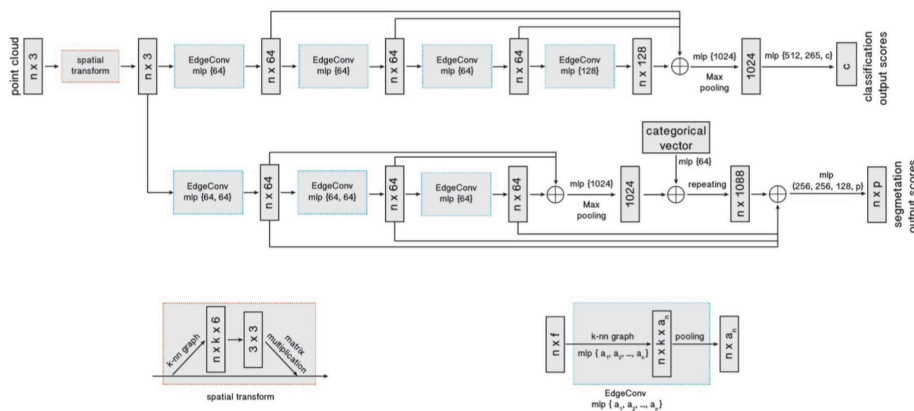 point cloud
n x 3
spatial
transform
n x 3
EdgeConv
mlp {64}
n x 64
EdgeConv
mlp {64}
n x 64
EdgeConv
mlp {64}
n x 64
EdgeConv
mlp {128}
n x 128
mlp {1024}
Max
pooling
1024
mlp {512, 265, c}
c
classification
output scores
EdgeConv
mlp {64, 64}
n x 64
EdgeConv
mlp {64, 64}
n x 64
EdgeConv
mlp {64}
n x 64
mlp {1024}
Max
pooling
1024
categorical
vector
mlp {64}
repeating
n x 1088
mlp
(256, 256, 128, p)
n x p
segmetation
output scores
k-nn graph
n x k x 6
3 x 3
matrix
multiplication
spatial transform
n x f
k-nn graph
mlp { a₁, a₂, ..., aₙ}
n x k x aₙ
pooling
n x aₙ
EdgeConv
mlp { a₁, a₂, ..., aₙ}